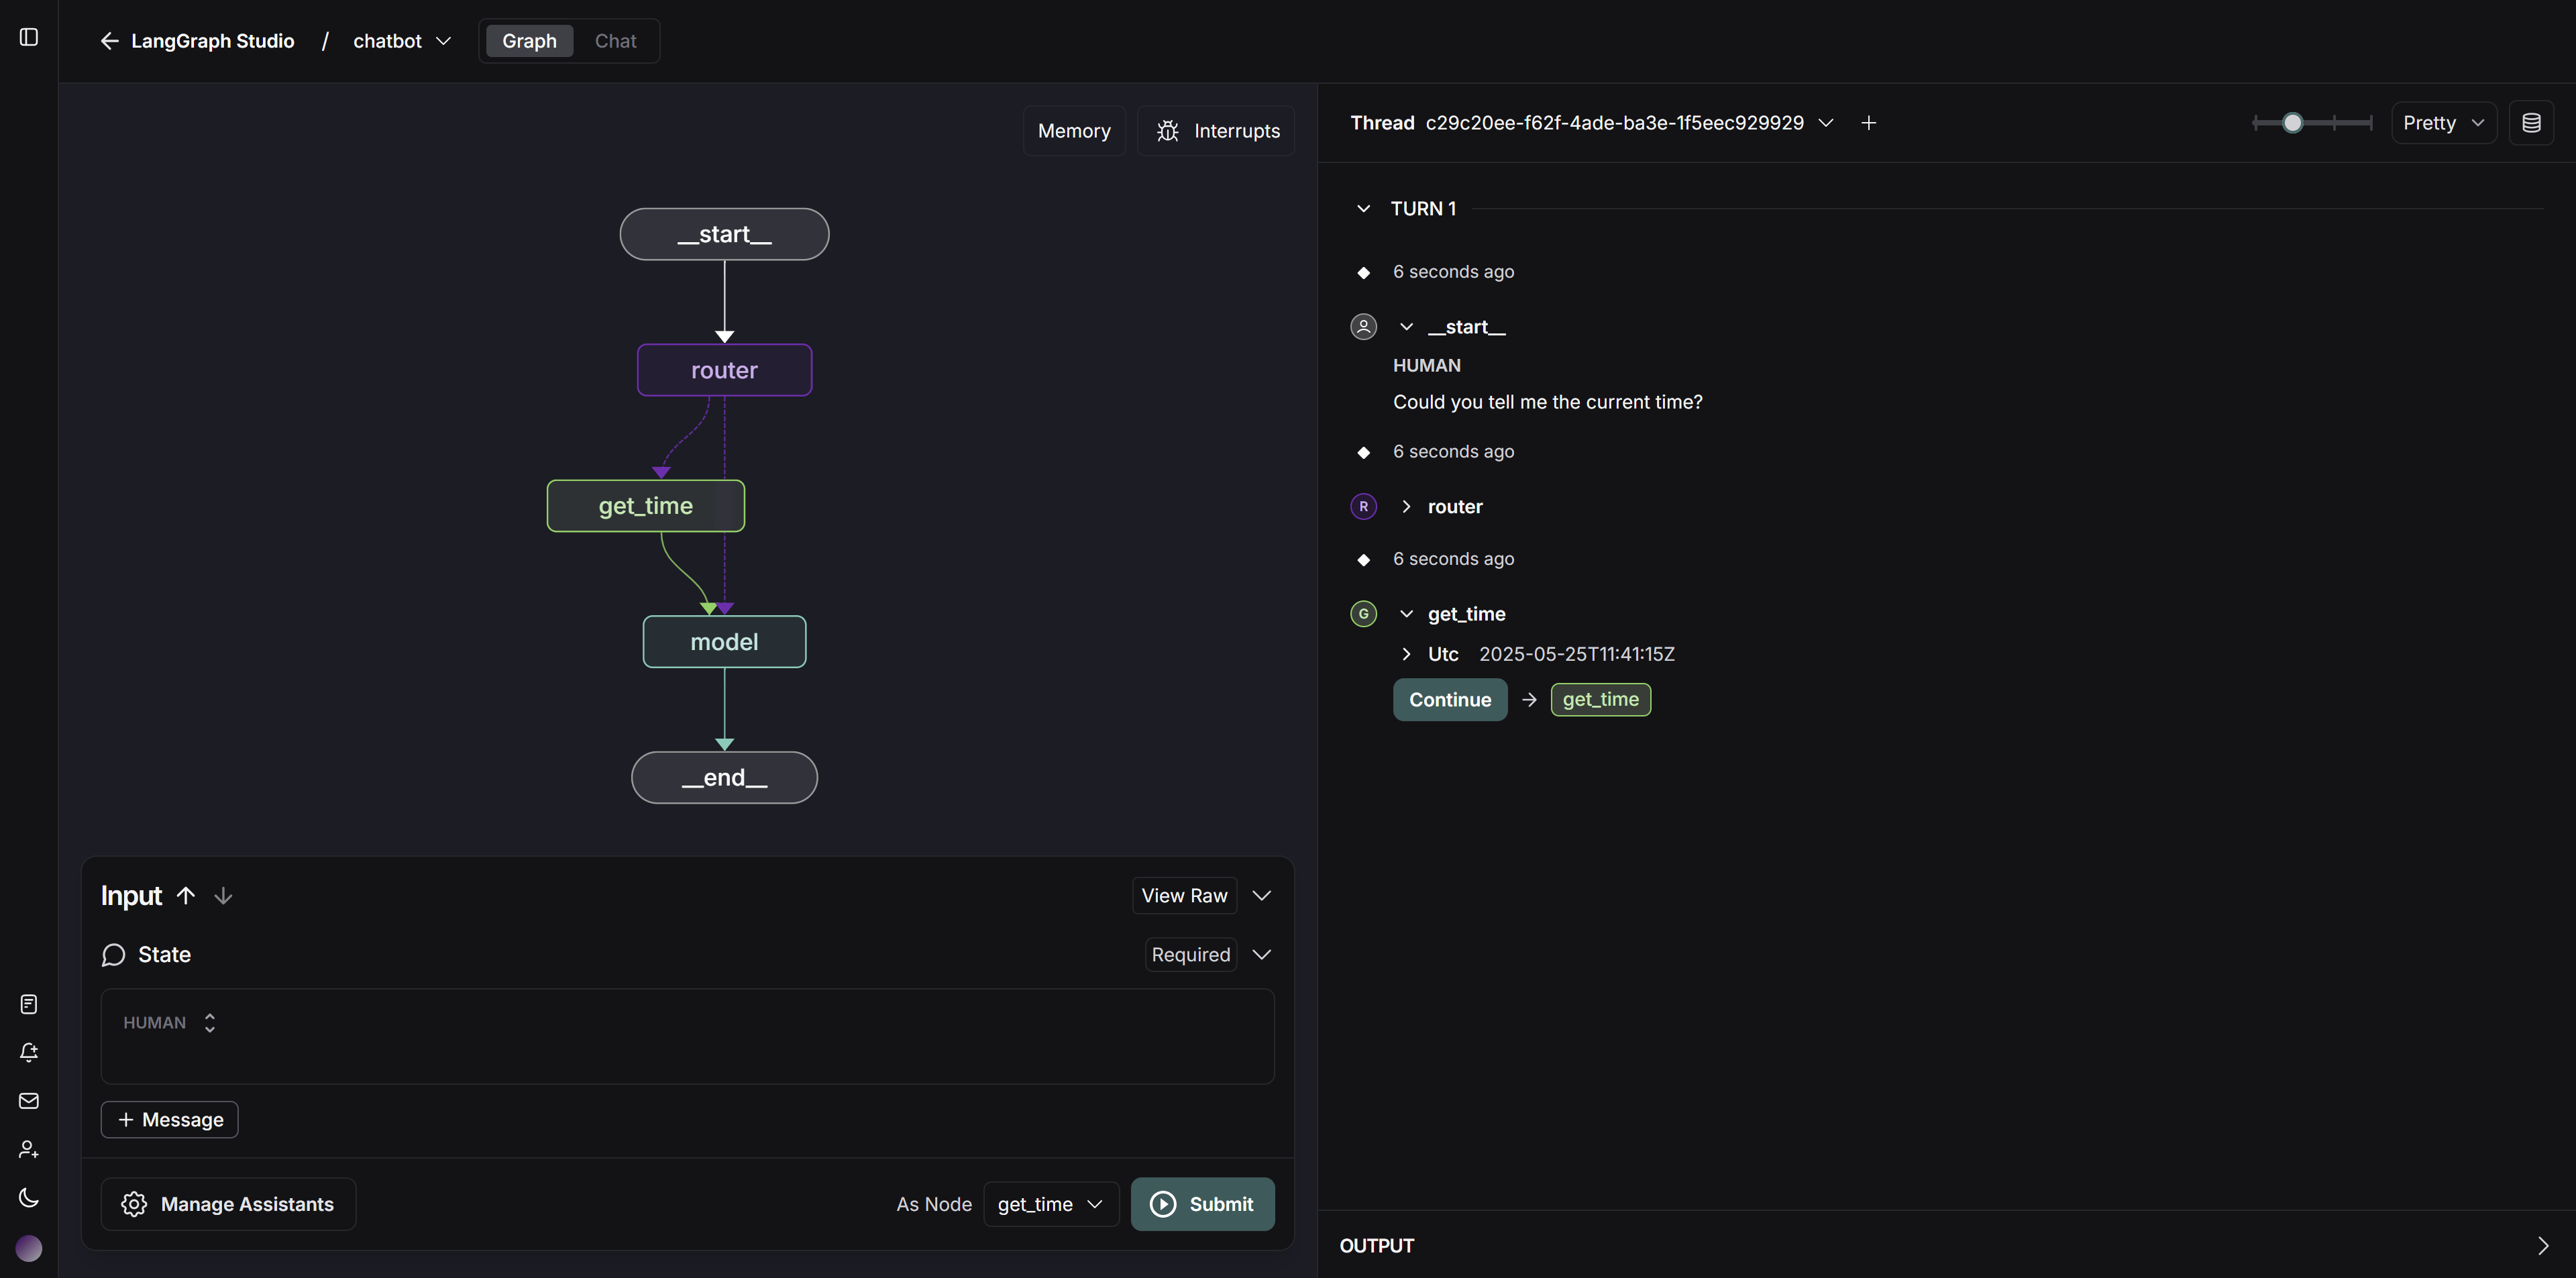 LangGraph Studio / chatbot Graph Chat
Memory Interrupts
__start__
router
get_time
model
__end__
Input View Raw
State Required
HUMAN
+ Message
Manage Assistants As Node get_time Submit
Thread c29c20ee-f62f-4ade-ba3e-1f5eec929929 + Pretty
TURN 1
6 seconds ago
__start__
HUMAN
Could you tell me the current time?
6 seconds ago
R router
6 seconds ago
G get_time
Utc 2025-05-25T11:41:15Z
Continue → get_time
OUTPUT